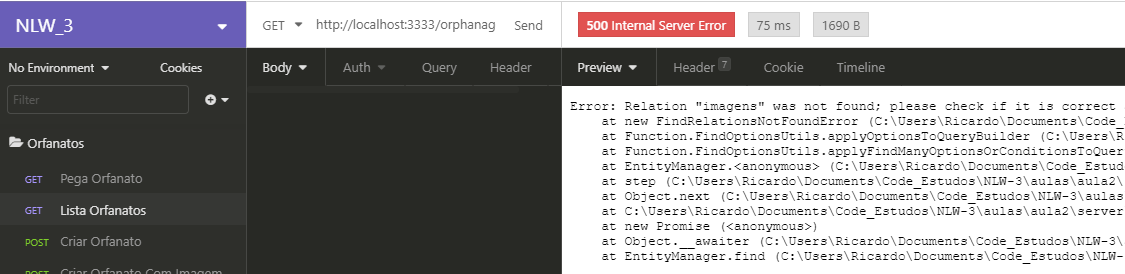 NLW_3
GET http://localhost:3333/orphanag Send
500 Internal Server Error 75 ms 1690 B
No Environment Cookies
Body Auth Query Header
Preview Header 7 Cookie Timeline
Filter
Orfanatos
GET Pega Orfanato
GET Lista Orfanatos
POST Criar Orfanato
POST Criar Orfanato Com Imagem
Error: Relation "imagens" was not found; please check if it is correct
at new FindRelationsNotFoundError (C:\Users\Ricardo\Documents\Code_E
at Function.FindOptionsUtils.applyOptionsToQueryBuilder (C:\Users\R
at Function.FindOptionsUtils.applyFindManyOptionsOrConditionsToQuer
at EntityManager.<anonymous> (C:\Users\Ricardo\Documents\Code_Estud
at step (C:\Users\Ricardo\Documents\Code_Estudos\NLW-3\aulas\aula2\
at Object.next (C:\Users\Ricardo\Documents\Code_Estudos\NLW-3\aulas
at C:\Users\Ricardo\Documents\Code_Estudos\NLW-3\aulas\aula2\server
at new Promise (<anonymous>)
at Object.__awaiter (C:\Users\Ricardo\Documents\Code_Estudos\NLW-3\
at EntityManager.find (C:\Users\Ricardo\Documents\Code_Estudos\NLW-